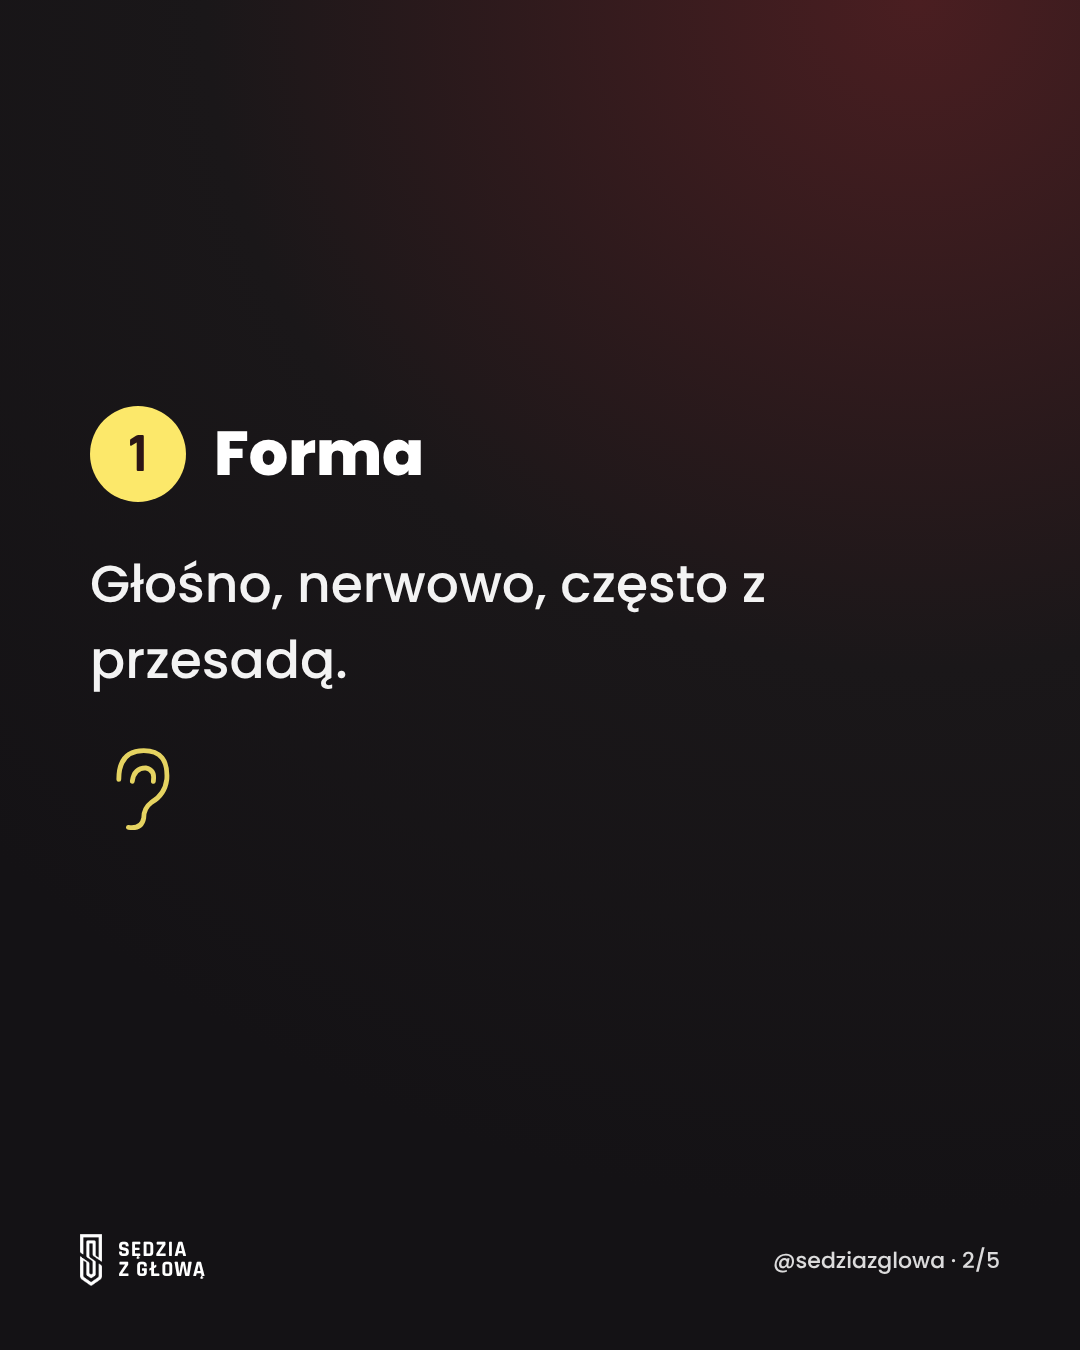 1 Forma
Głośno, nerwowo, często z
przesadą.
SĘDZIA
Z GŁOWĄ
@sedziazglowa · 2/5